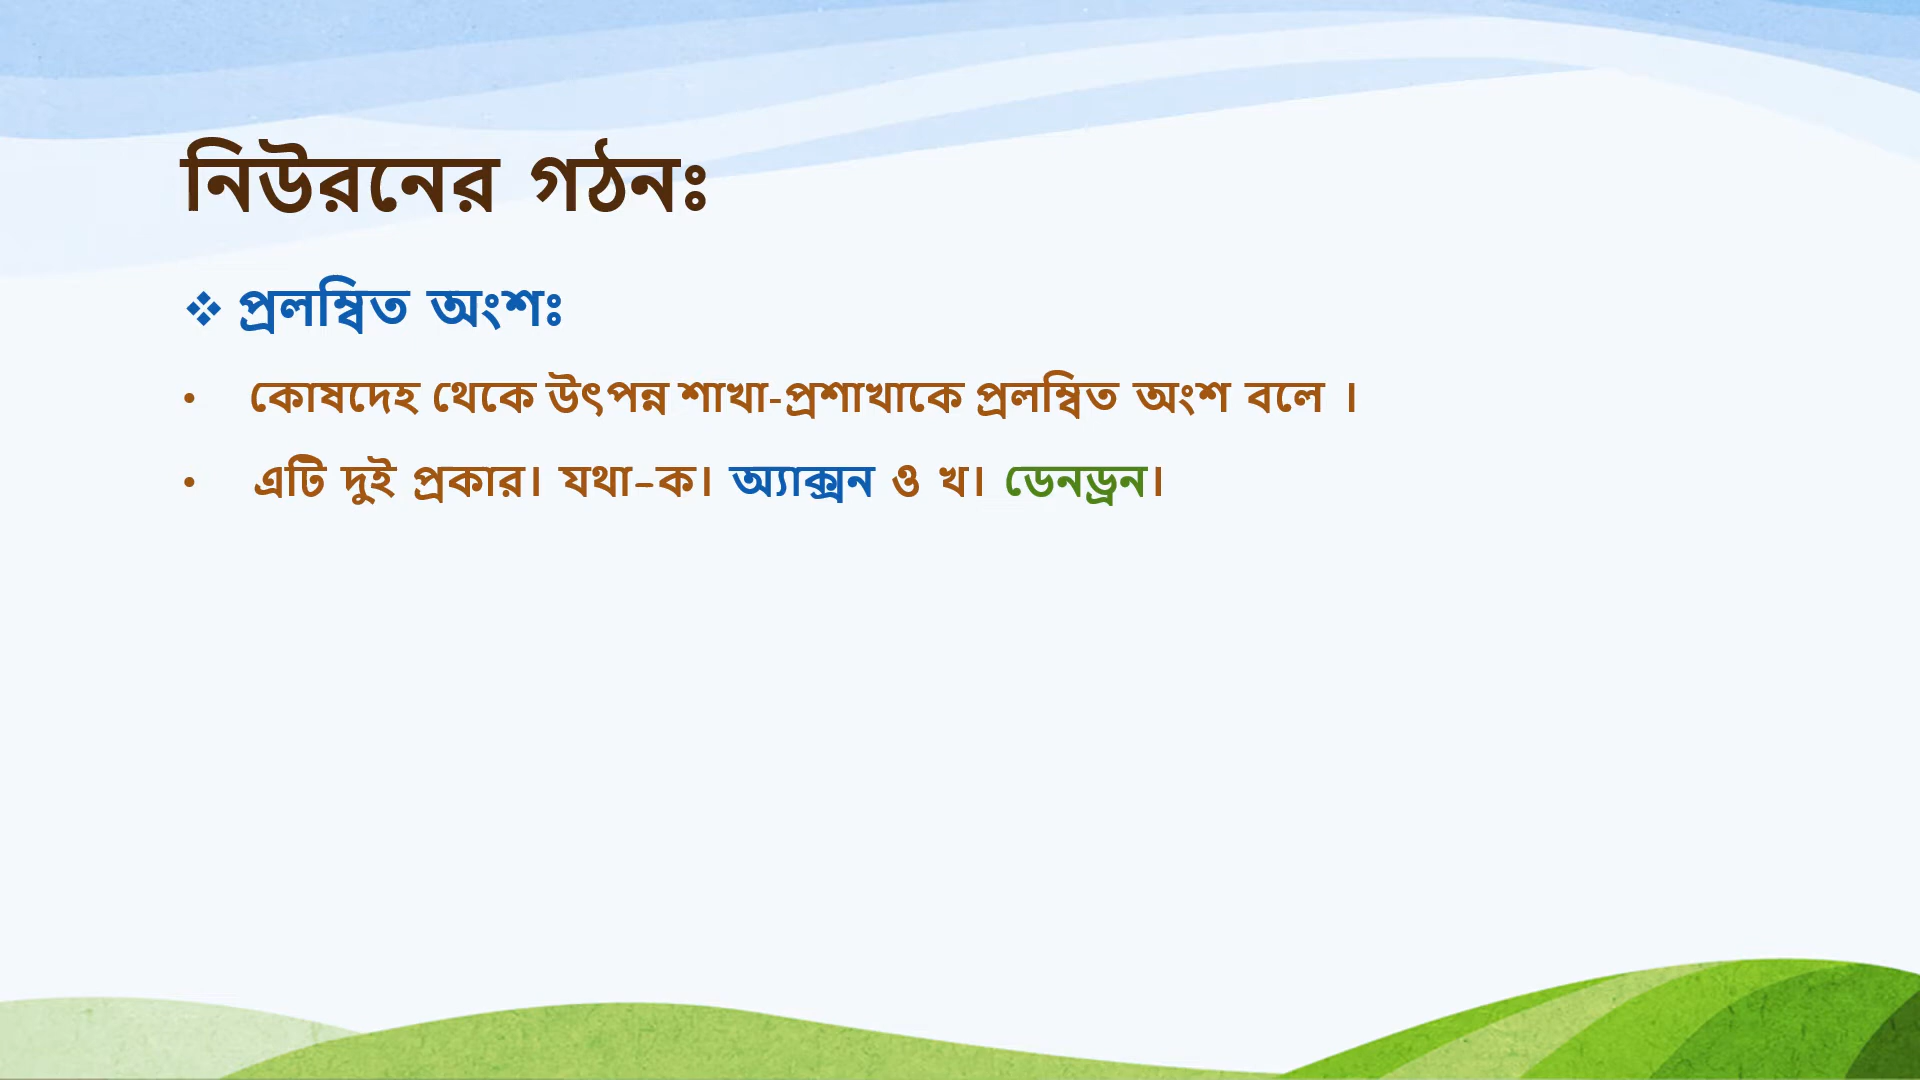 নিউরনের গঠনঃ
❖ প্রলম্বিত অংশঃ
• কোষদেহ থেকে উৎপন্ন শাখা-প্রশাখাকে প্রলম্বিত অংশ বলে ।
• এটি দুই প্রকার। যথা–ক। অ্যাক্সন ও খ। ডেনড্রন।